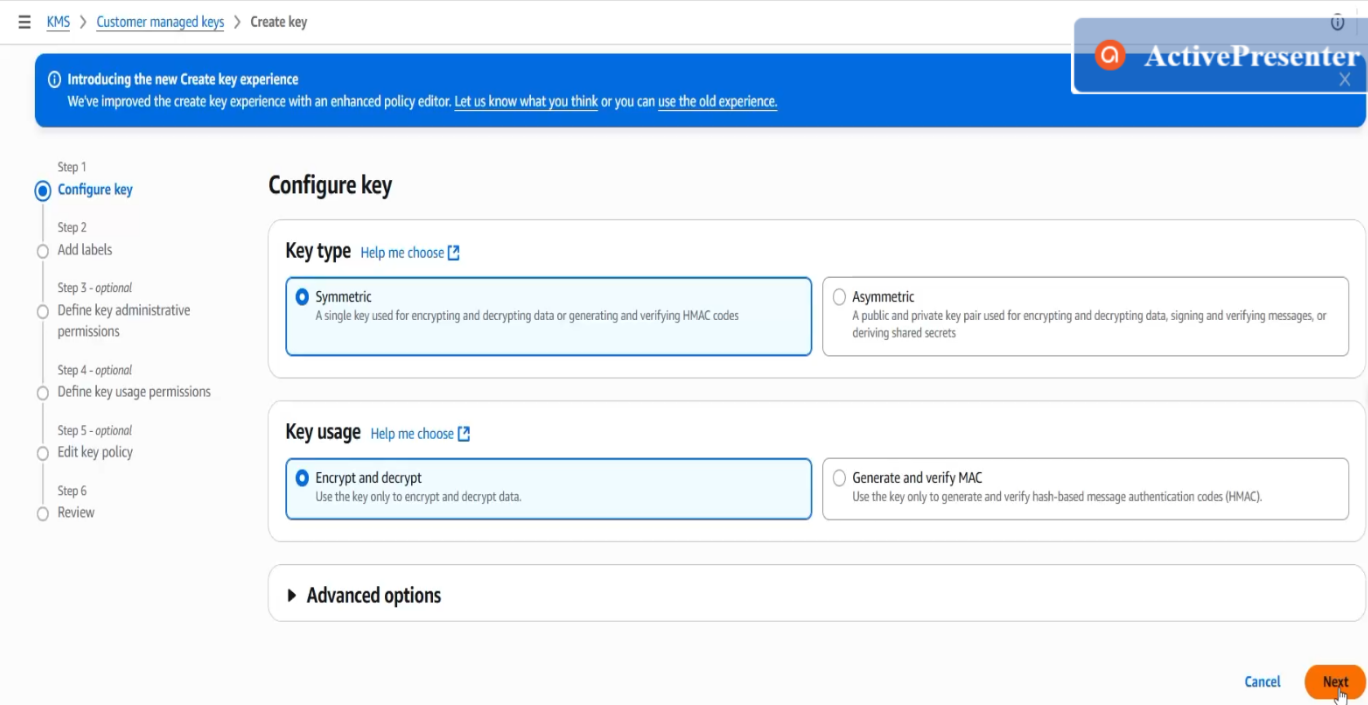 KMS > Customer managed keys > Create key
ActivePresenter
Introducing the new Create key experience
We've improved the create key experience with an enhanced policy editor. Let us know what you think or you can use the old experience.
Step 1
Configure key
Step 2
Add labels
Step 3 - optional
Define key administrative
permissions
Step 4 - optional
Define key usage permissions
Step 5 - optional
Edit key policy
Step 6
Review
Configure key
Key type Help me choose
Symmetric
A single key used for encrypting and decrypting data or generating and verifying HMAC codes
Asymmetric
A public and private key pair used for encrypting and decrypting data, signing and verifying messages, or
deriving shared secrets
Key usage Help me choose
Encrypt and decrypt
Use the key only to encrypt and decrypt data.
Generate and verify MAC
Use the key only to generate and verify hash-based message authentication codes (HMAC).
Advanced options
Cancel Next